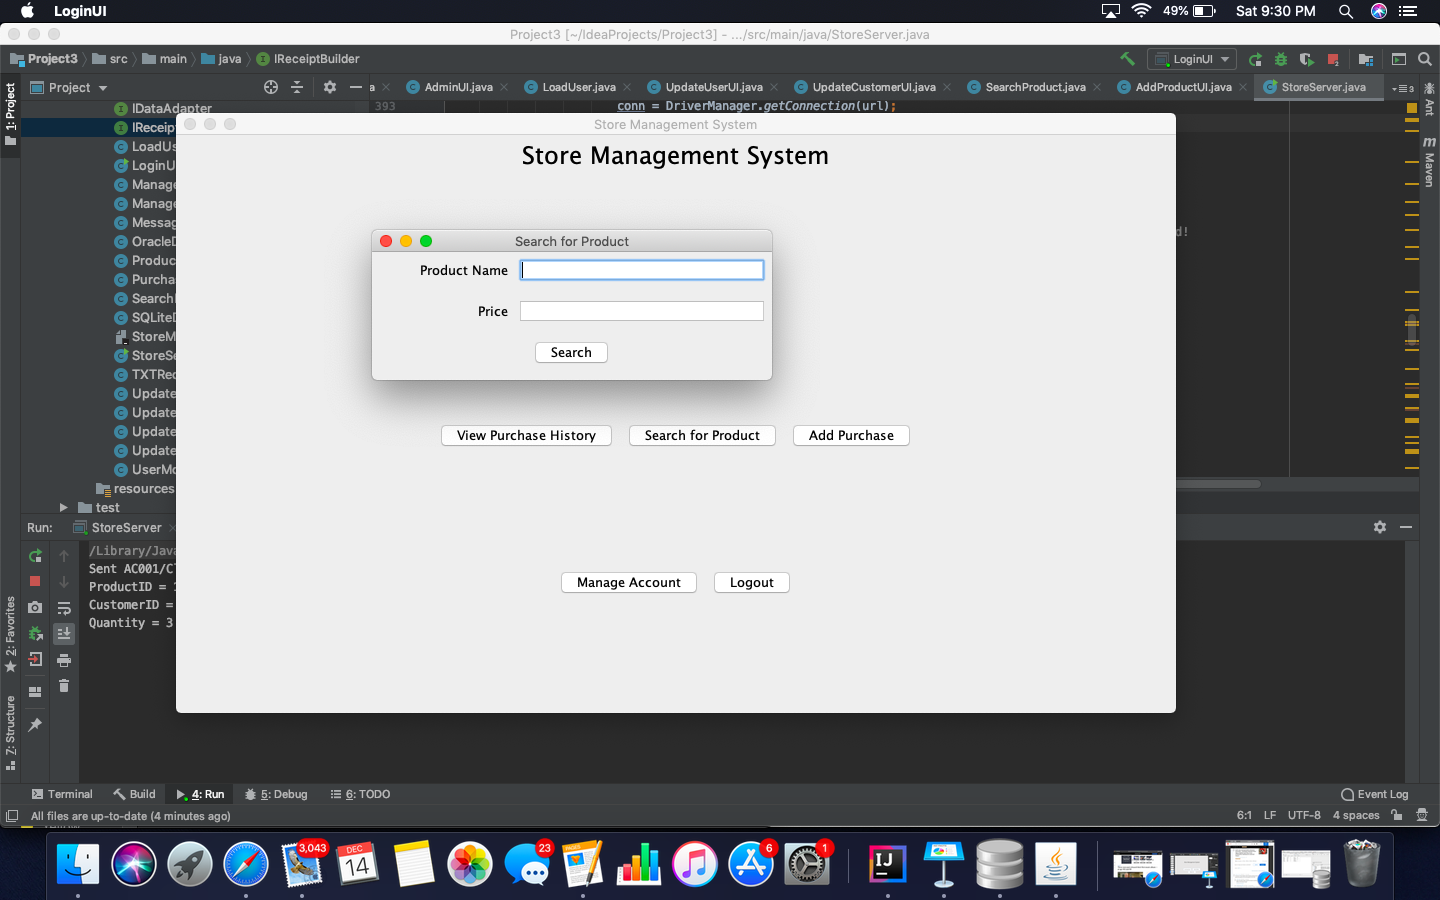 LoginUI
49%
Sat 9:30 PM
Project3 [~/IdeaProjects/Project3] - .../src/main/java/StoreServer.java
Project3
src
main
java
IReceiptBuilder
LoginUI
Project
AdminUI.java
LoadUser.java
UpdateUserUI.java
UpdateCustomerUI.java
SearchProduct.java
AddProductUI.java
StoreServer.java
1: Project
IDataAdapter
393
conn = DriverManager.getConnection(url);
Ant
Maven
IReceipt
LoadUs
LoginU
Manage
Manage
Messag
OracleD
Produc
Purcha
Search
SQLiteD
StoreM
StoreSe
TXTRec
Update
Update
Update
Update
UserMo
resources
test
Store Management System
Store Management System
d!
Search for Product
Product Name
Price
Search
View Purchase History
Search for Product
Add Purchase
Manage Account
Logout
Run:
StoreServer
/Library/Java
Sent AC001/C
ProductID =
CustomerID =
Quantity = 3
2: Favorites
7: Structure
Terminal
Build
4: Run
5: Debug
6: TODO
Event Log
All files are up-to-date (4 minutes ago)
6:1
LF
UTF-8
4 spaces
3,043
DEC
14
23
6
1
IJ